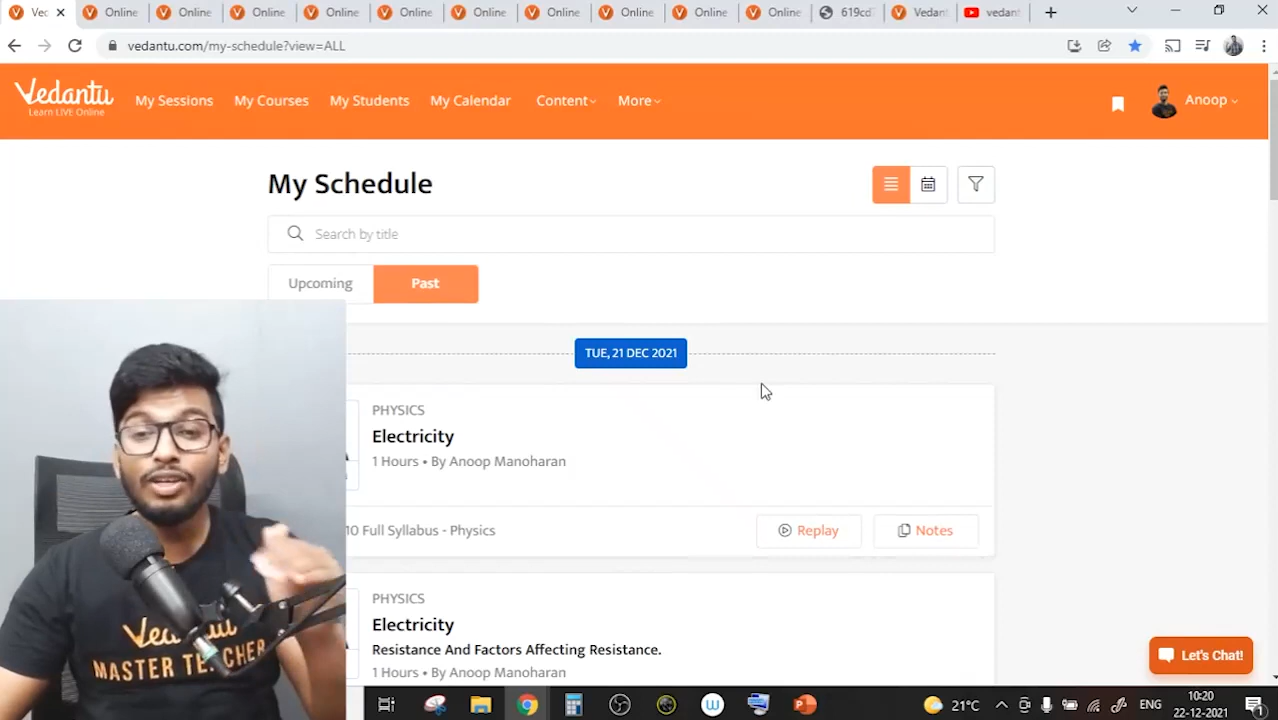 Ved
Online
Online
Online
Online
Online
Online
Online
Online
Online
Online
619cd
Vedant
vedant
vedantu.com/my-schedule?view=ALL
Vedantu
Learn LIVE Online
My Sessions
My Courses
My Students
My Calendar
Content
More
Anoop
My Schedule
Search by title
Upcoming
Past
TUE, 21 DEC 2021
PHYSICS
Electricity
1 Hours • By Anoop Manoharan
10 Full Syllabus - Physics
Replay
Notes
PHYSICS
Electricity
Resistance And Factors Affecting Resistance.
1 Hours • By Anoop Manoharan
MASTER TEACHER
Let's Chat!
21°C
ENG
10:20
22-12-2021
1